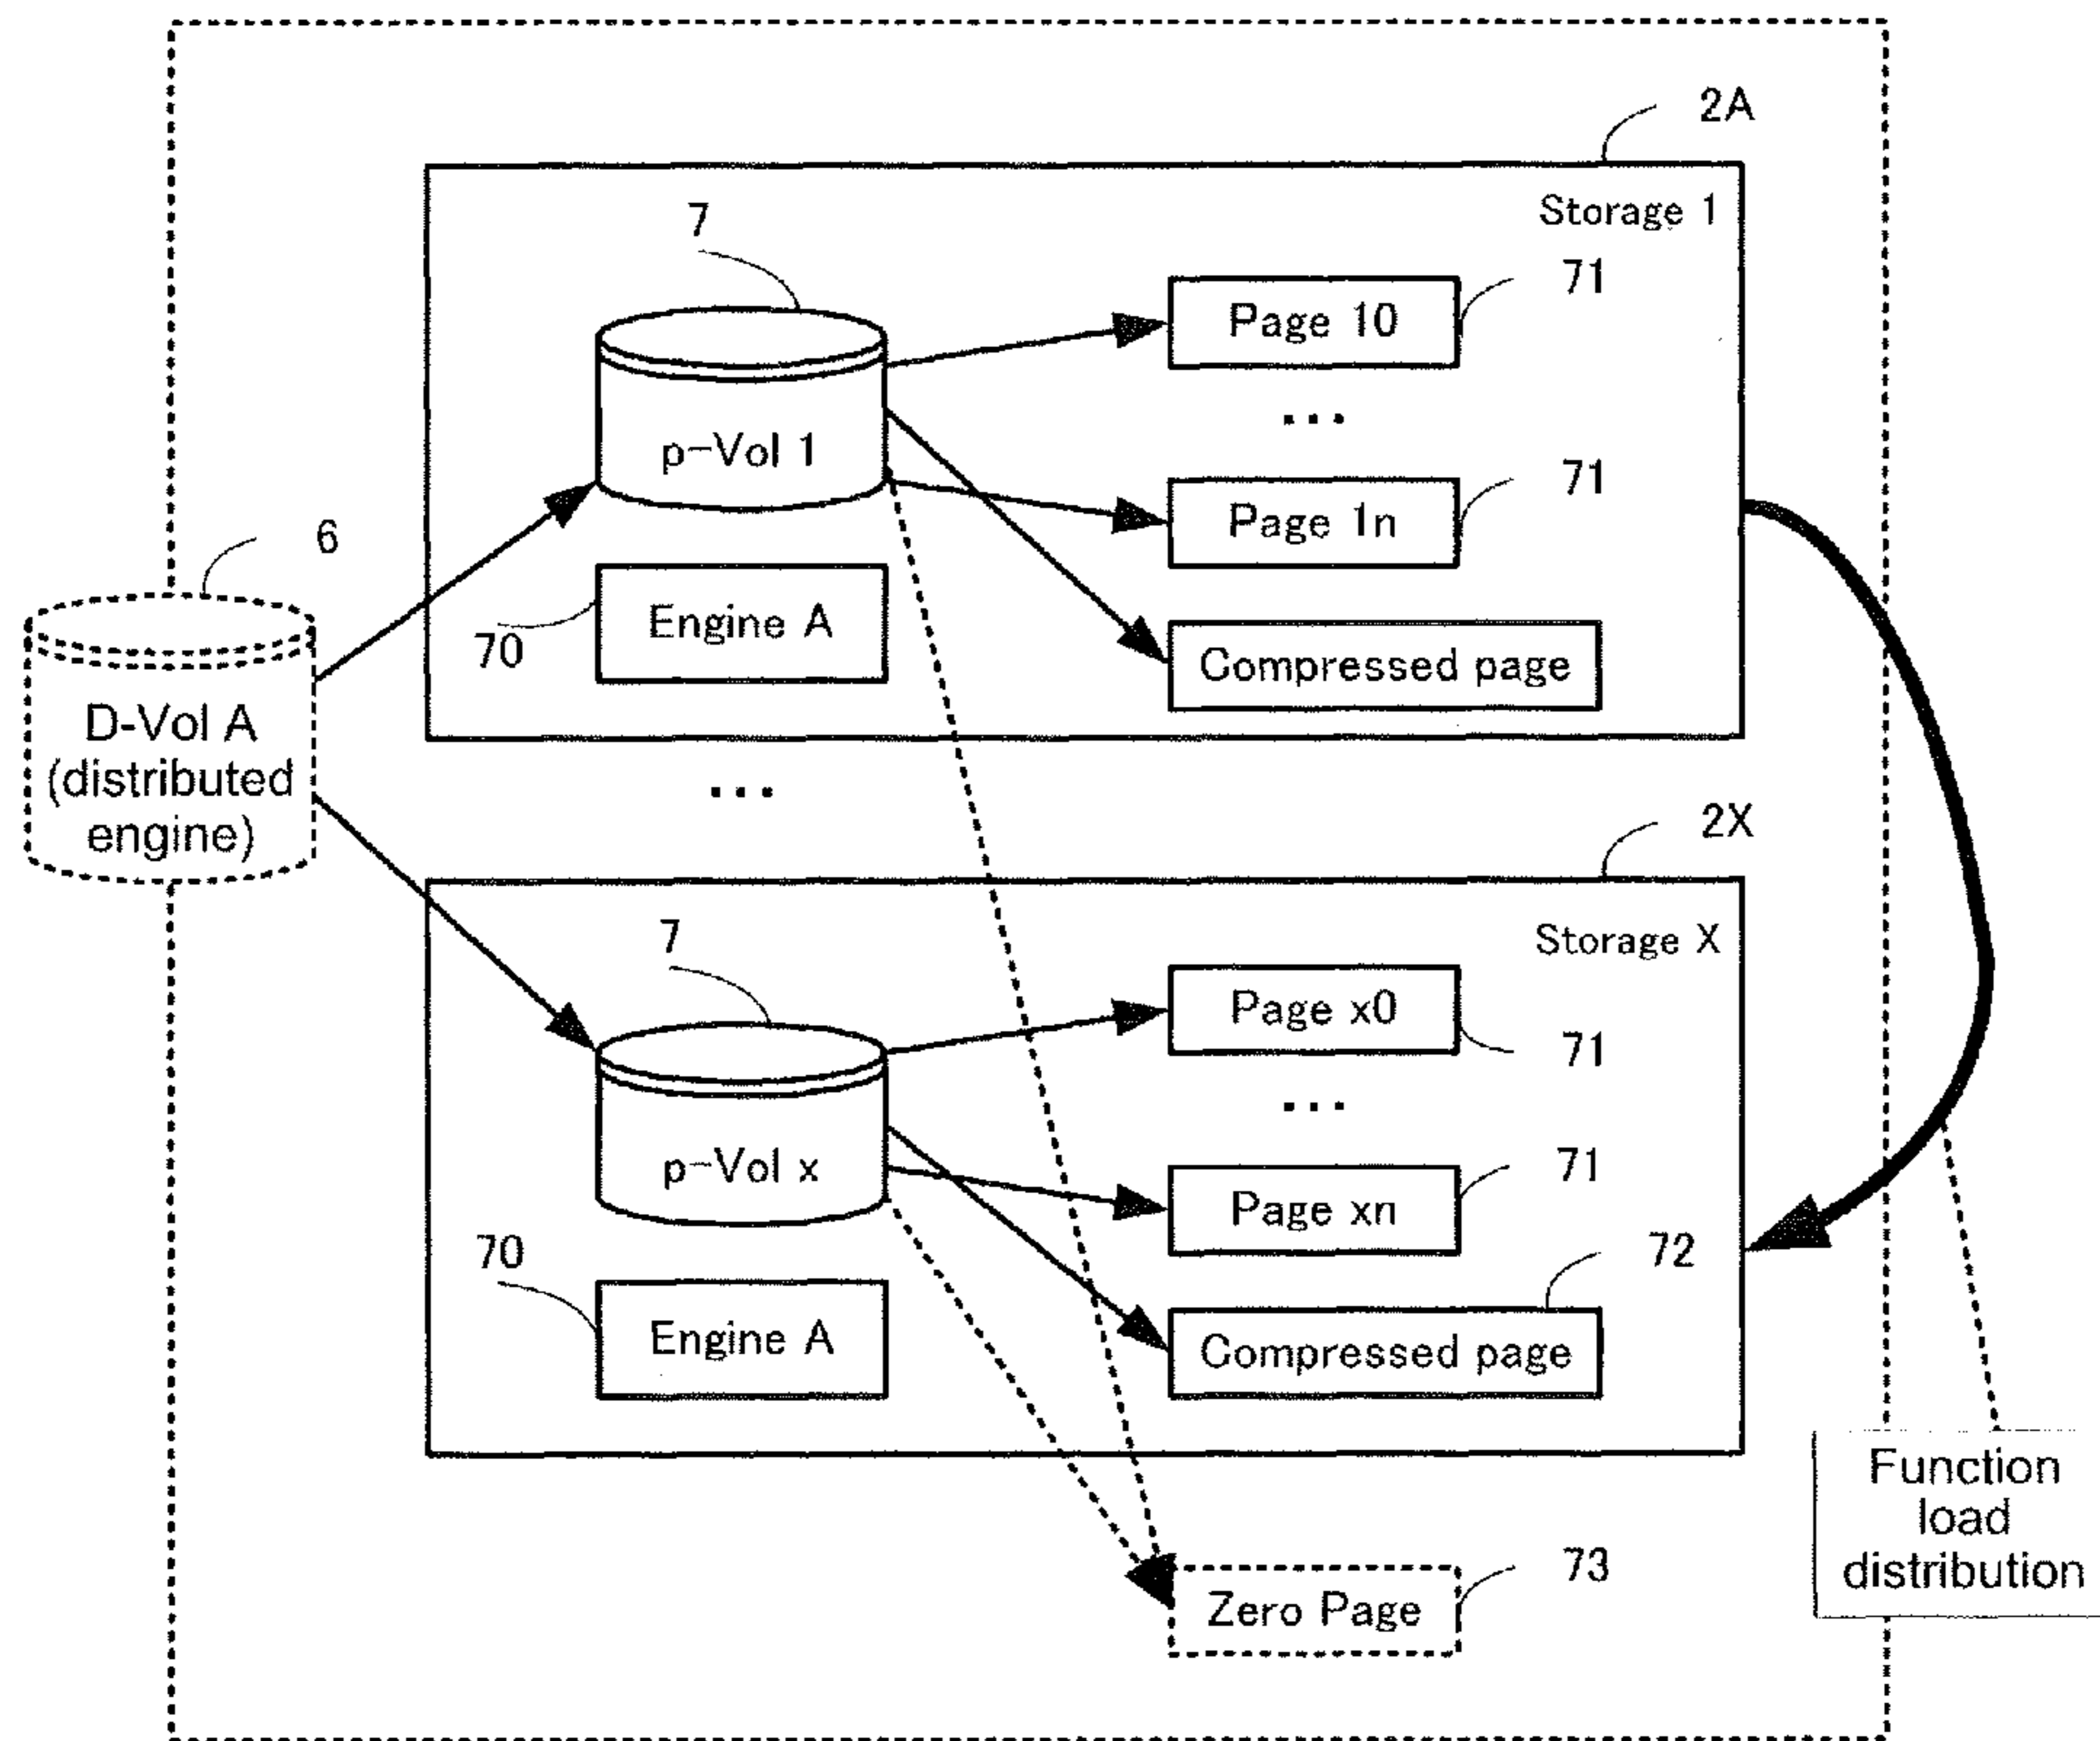 2A
Storage 1
7
71
Page 10
...
p-Vol 1
71
Page 1n
6
70
Engine A
Compressed page
D-Vol A
(distributed
engine)
...
2X
Storage X
7
Page x0
71
...
p-Vol x
71
Page xn
70
72
Engine A
Compressed page
Function
load
distribution
73
Zero Page